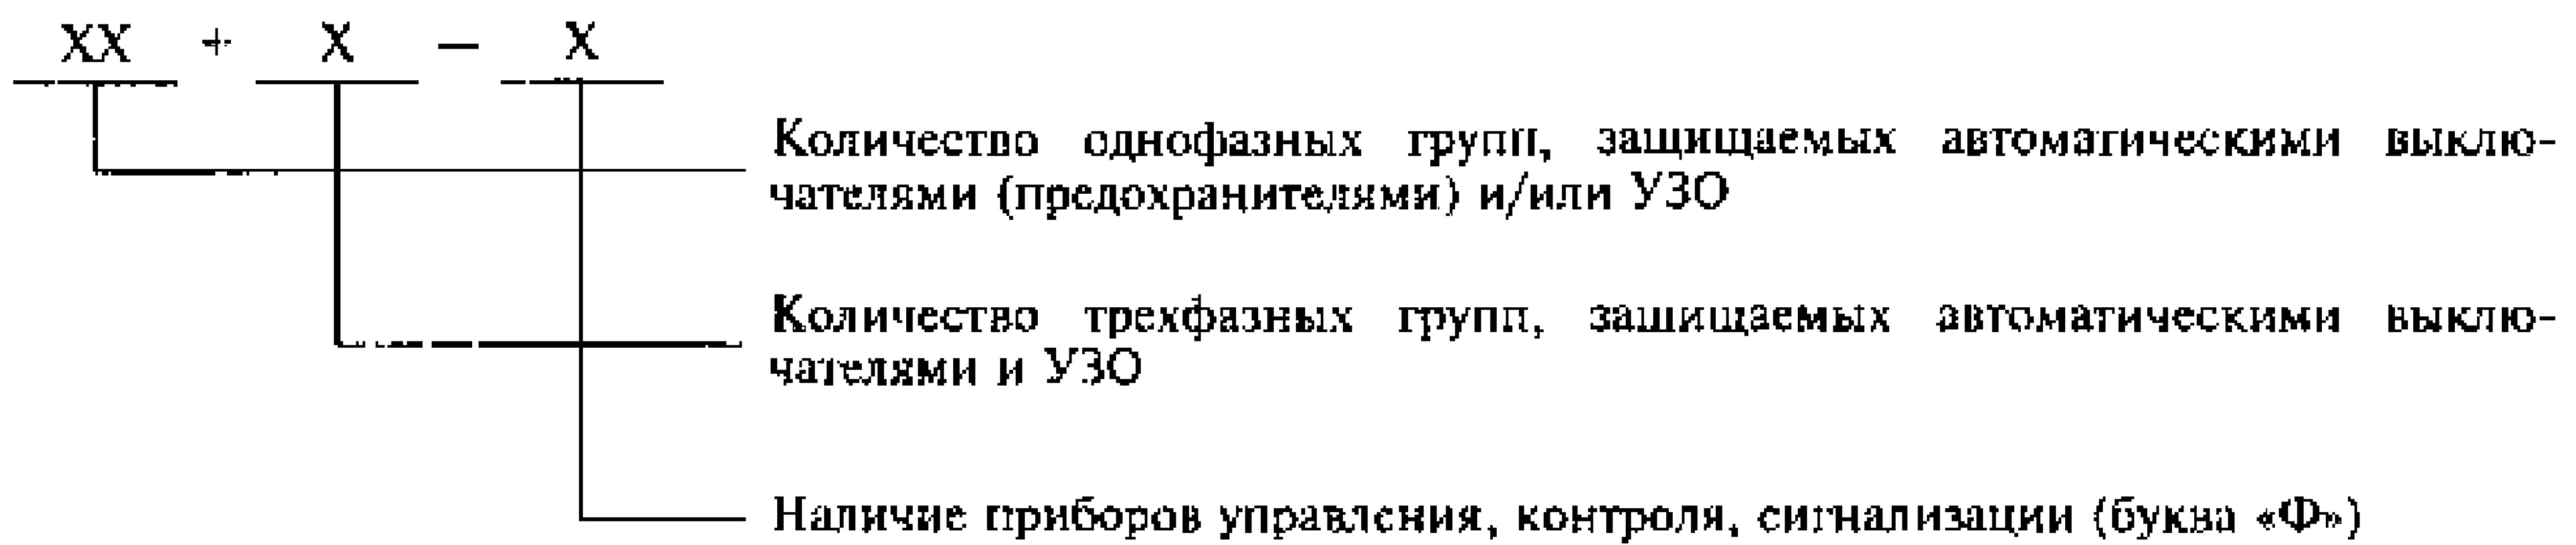 XX + X — X
Количество однофазных групп, защищаемых автоматическими выклю-
чателями (предохранителями) и/или УЗО
Количество трехфазных групп, защищаемых автоматическими выклю-
чателями и УЗО
Наличие приборов управления, контроля, сигнализации (буква «Ф»)